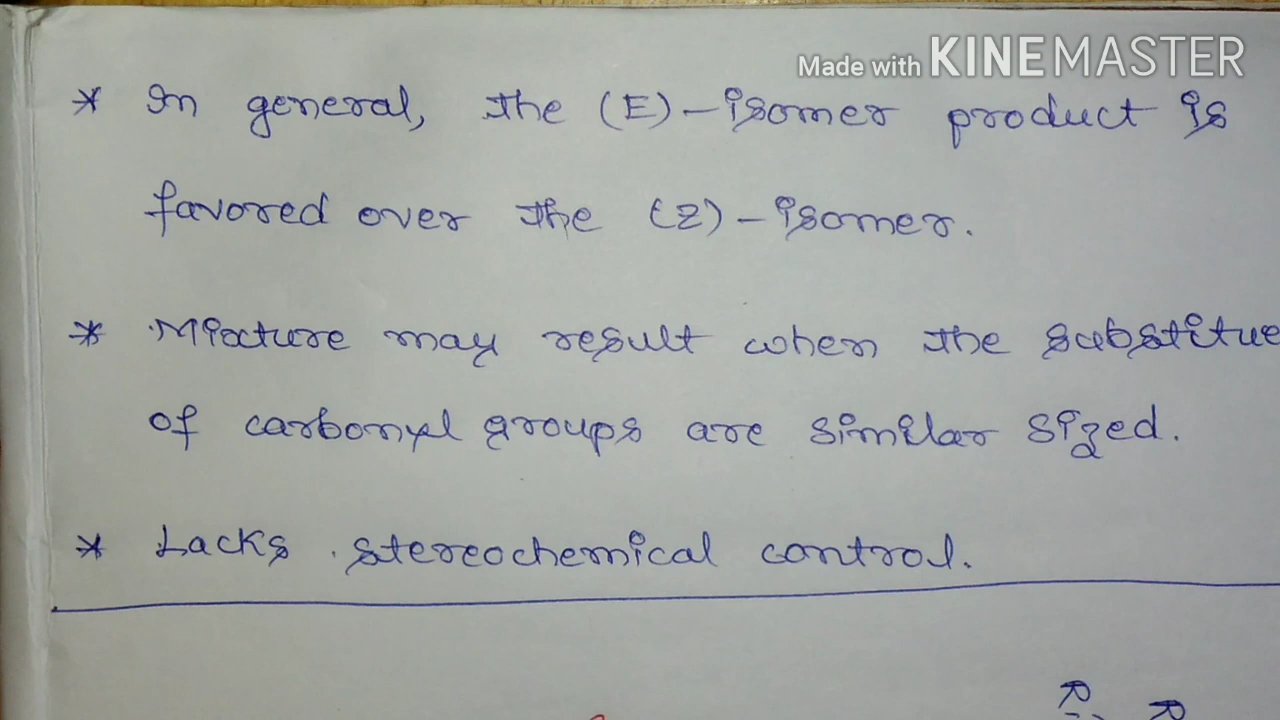 Made with KINEMASTER
* In general, the (E)-isomer product is
favored over the (Z)-isomer.
* Mixture may result when the substitue
of carbonyl groups are similar sized.
* Lacks stereochemical control.
R
R